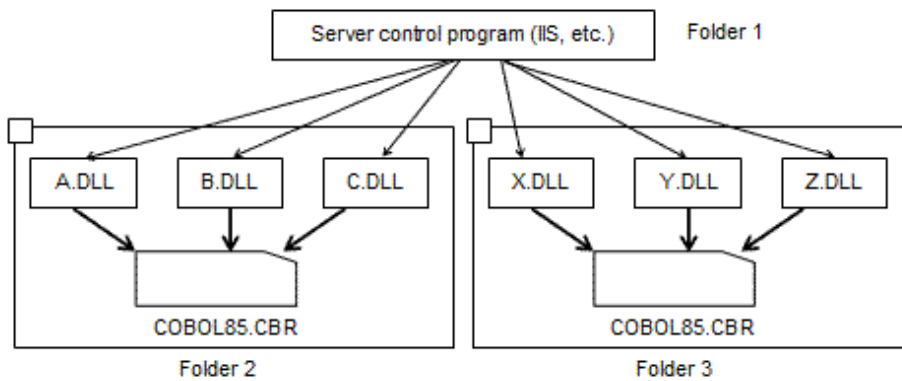 Server control program (IIS, etc.) Folder 1
A.DLL B.DLL C.DLL X.DLL Y.DLL Z.DLL
COBOL85.CBR COBOL85.CBR
Folder 2 Folder 3